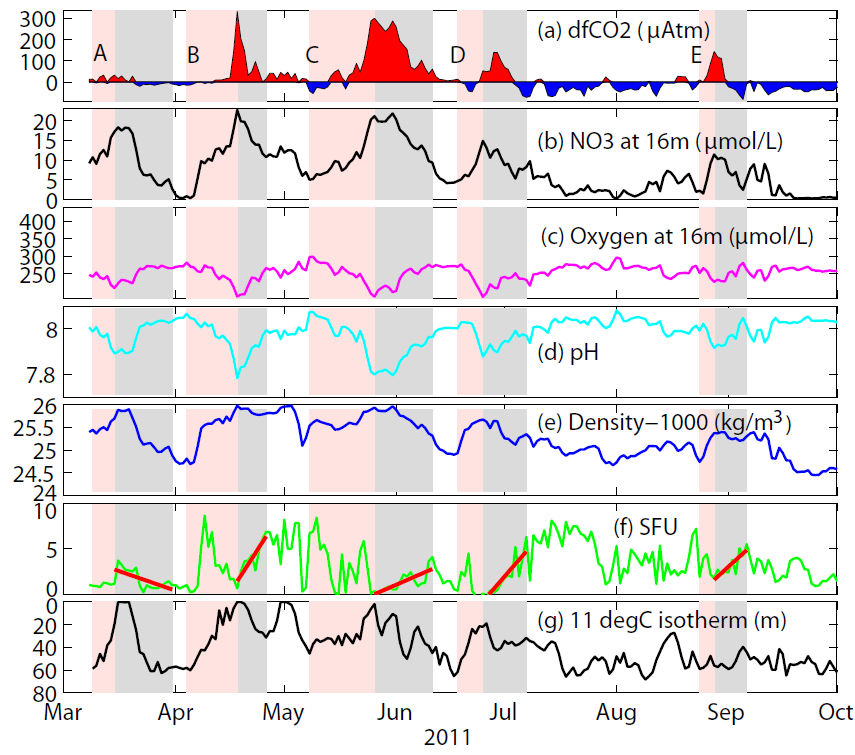 300
200
100
0
A
B
C
D
E
(a) dfCO2 (μAtm)
20
15
10
5
0
(b) NO3 at 16m (μmol/L)
400
350
300
250
(c) Oxygen at 16m (μmol/L)
8
7.8
(d) pH
26
25.5
25
24.5
24
(e) Density−1000 (kg/m³)
10
5
0
(f) SFU
0
20
40
60
80
(g) 11 degC isotherm (m)
Mar Apr May Jun Jul Aug Sep Oct
2011